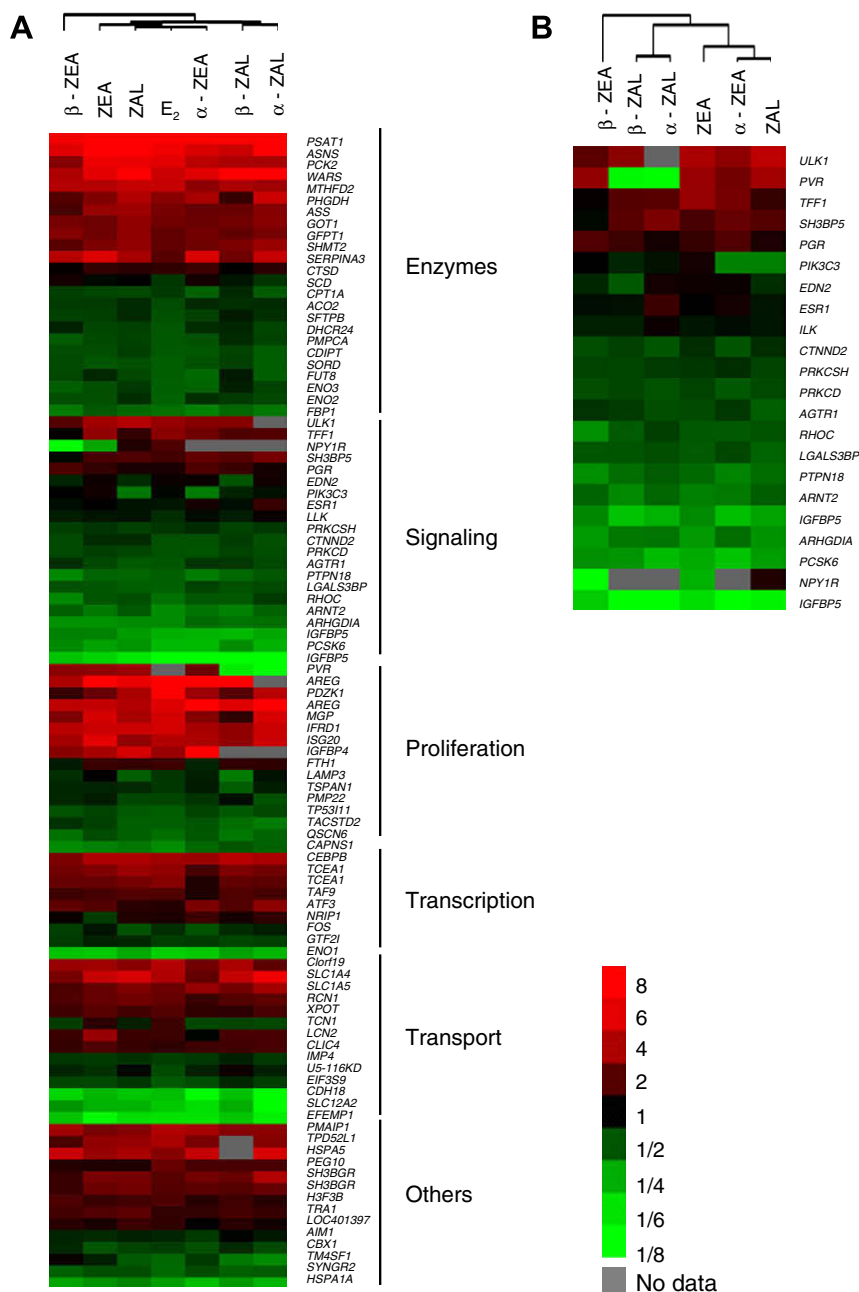 A
β - ZEA
ZEA
ZAL
E2
α - ZEA
β - ZAL
α - ZAL
PSAT1
ASNS
PCK2
WARS
MTHFD2
PHGDH
ASS
GOT1
GFPT1
SHMT2
SERPINA3
CTSD
SCD
CPT1A
ACO2
SFTPB
DHCR24
PMPCA
CDIPT
SORD
FUT8
ENO3
ENO2
FBP1
Enzymes
ULK1
TFF1
NPY1R
SH3BP5
PGR
EDN2
PIK3C3
ESR1
LLK
PRKCSH
CTNND2
PRKCD
AGTR1
PTPN18
LGALS3BP
RHOC
ARNT2
ARHGDIA
IGFBP5
PCSK6
IGFBP5
Signaling
PVR
AREG
PDZK1
AREG
MGP
IFRD1
ISG20
IGFBP4
FTH1
LAMP3
TSPAN1
PMP22
TP53I11
TACSTD2
QSCN6
CAPNS1
Proliferation
CEBPB
TCEA1
TCEA1
TAF9
ATF3
NRIP1
FOS
GTF2I
Transcription
ENO1
Clorf19
SLC1A4
SLC1A5
RCN1
XPOT
TCN1
LCN2
CLIC4
IMP4
U5-116KD
EIF3S9
CDH18
SLC12A2
EFEMP1
Transport
PMAIP1
TPD52L1
HSPA5
PEG10
SH3BGR
SH3BGR
H3F3B
TRA1
LOC401397
AIM1
CBX1
TM4SF1
SYNGR2
HSPA1A
Others
B
β - ZEA
β - ZAL
α - ZAL
ZEA
α - ZEA
ZAL
ULK1
PVR
TFF1
SH3BP5
PGR
PIK3C3
EDN2
ESR1
ILK
CTNND2
PRKCSH
PRKCD
AGTR1
RHOC
LGALS3BP
PTPN18
ARNT2
IGFBP5
ARHGDIA
PCSK6
NPY1R
IGFBP5
8
6
4
2
1
1/2
1/4
1/6
1/8
No data